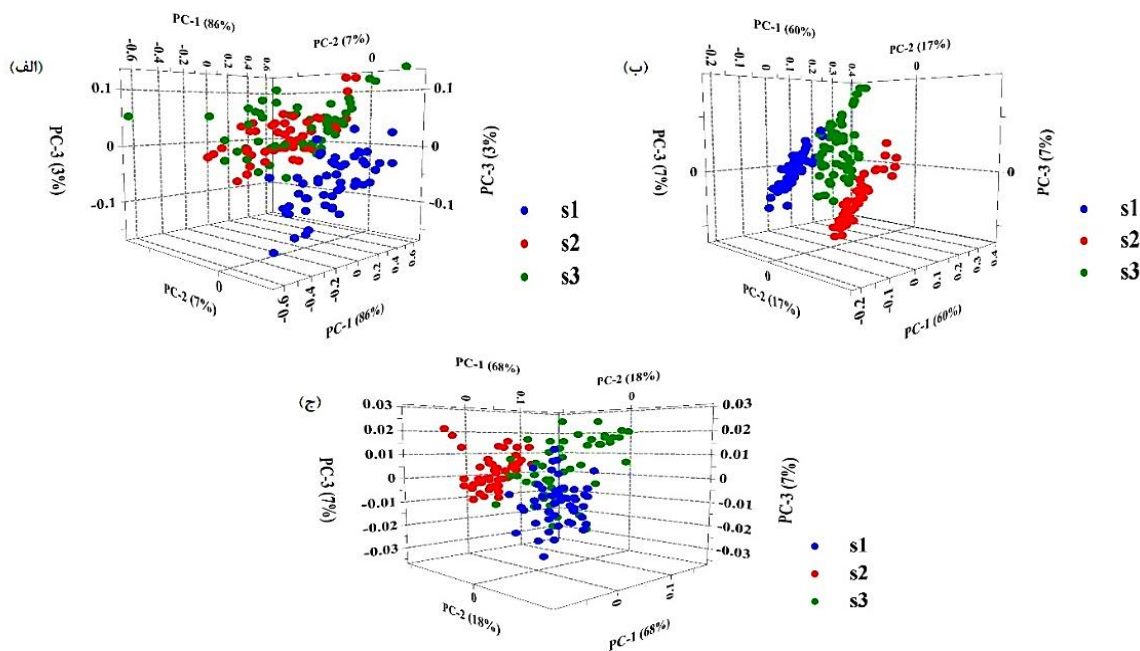 (الف)
PC-1 (86%)
PC-2 (7%)
-0.6 -0.4 -0.2 0 0.2 0.4 0.6
0
0.1 0 -0.1
PC-3 (3%)
0.1 0 -0.1
PC-3 (3%)
0
PC-2 (7%)
-0.6 -0.4 -0.2 0 0.2 0.4 0.6
PC-1 (86%)
s1
s2
s3
(ب)
PC-1 (60%)
PC-2 (17%)
-0.2 -0.1 0 0.1 0.2 0.3 0.4
0
0
PC-3 (7%)
0
PC-3 (7%)
0
PC-2 (17%)
-0.2 -0.1 0 0.1 0.2 0.3 0.4
PC-1 (60%)
s1
s2
s3
(ج)
PC-1 (68%)
PC-2 (18%)
0 0.1
0
0.03 0.02 0.01 0 -0.01 -0.02 -0.03
PC-3 (7%)
0.03 0.02 0.01 0 -0.01 -0.02 -0.03
PC-3 (7%)
0
PC-2 (18%)
0 0.1
PC-1 (68%)
s1
s2
s3